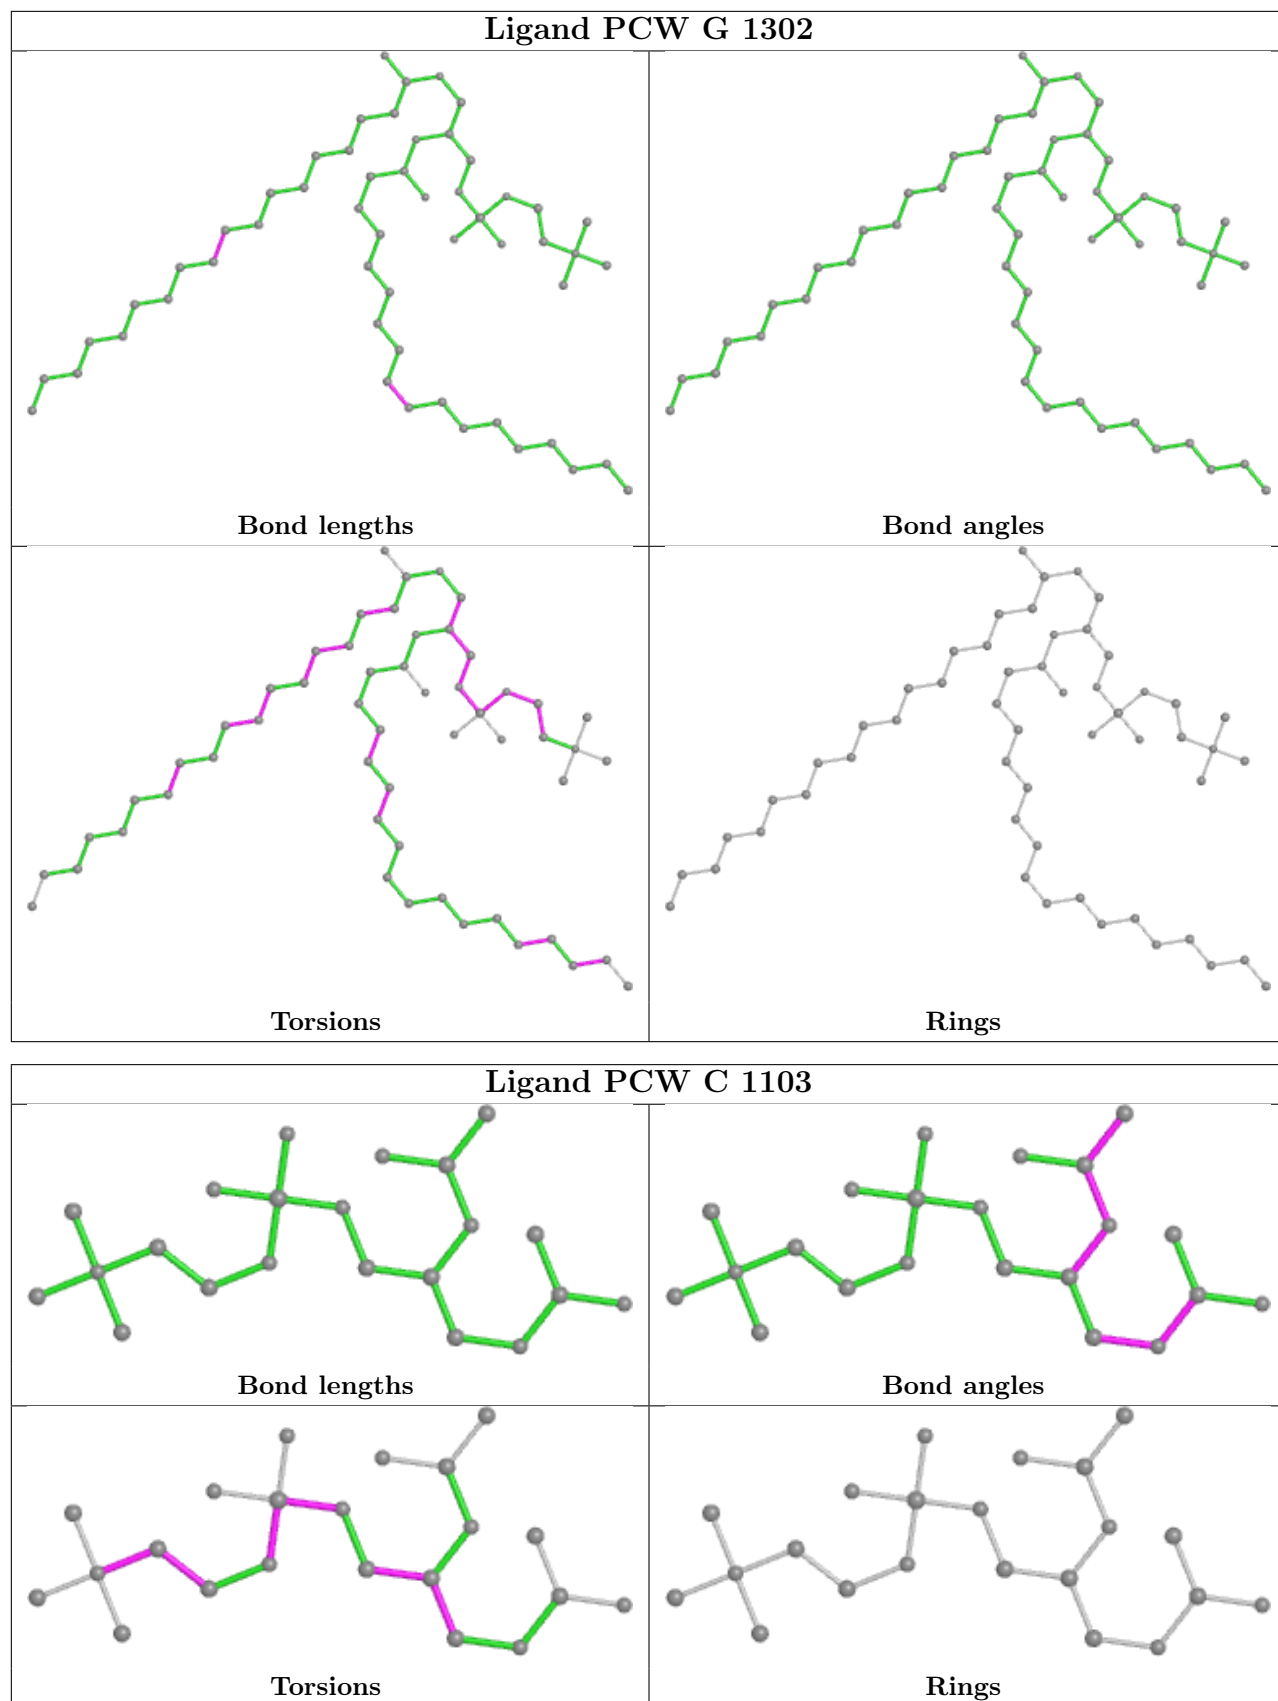 Ligand PCW G 1302
Bond lengths
Bond angles
Torsions
Rings
Ligand PCW C 1103
Bond lengths
Bond angles
Torsions
Rings